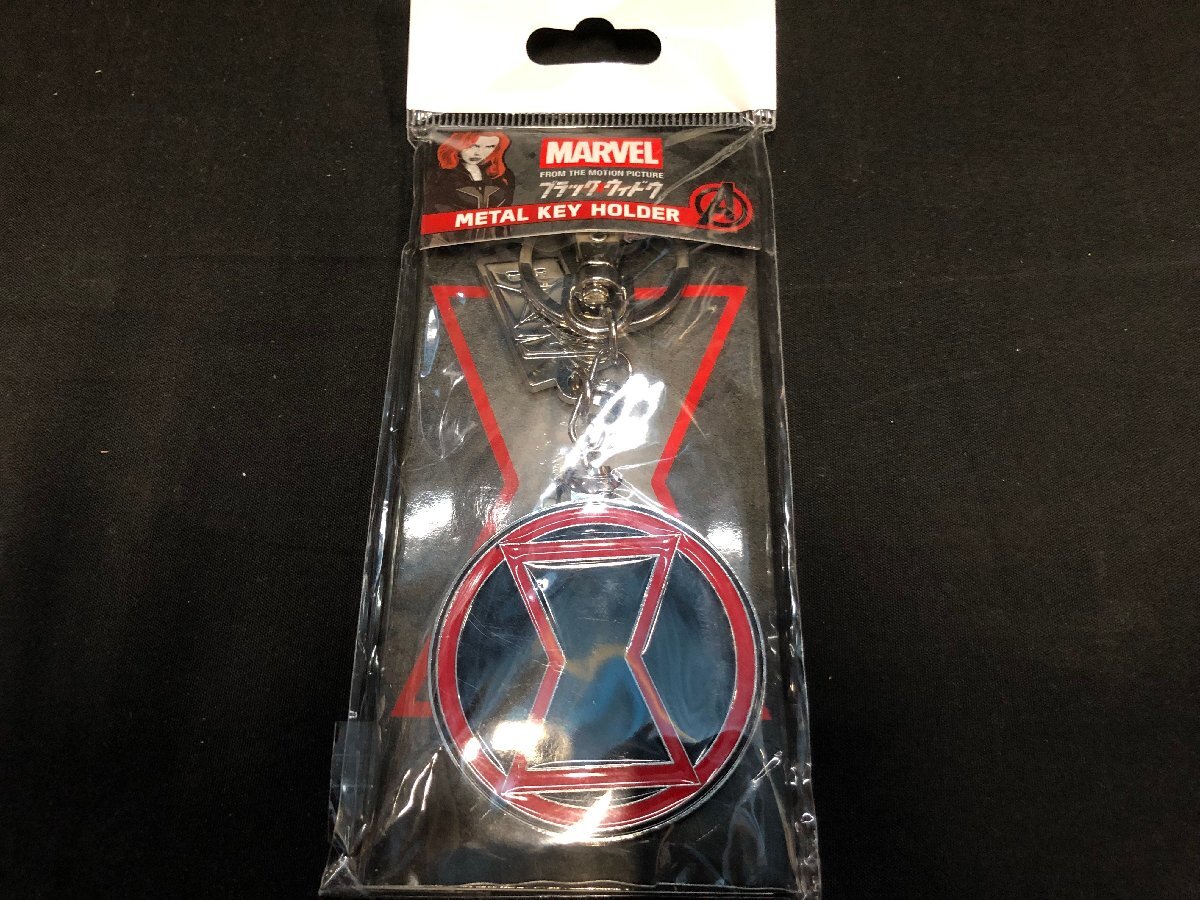 MARVEL
FROM THE MOTION PICTURE
ブラック・ウィドウ
METAL KEY HOLDER